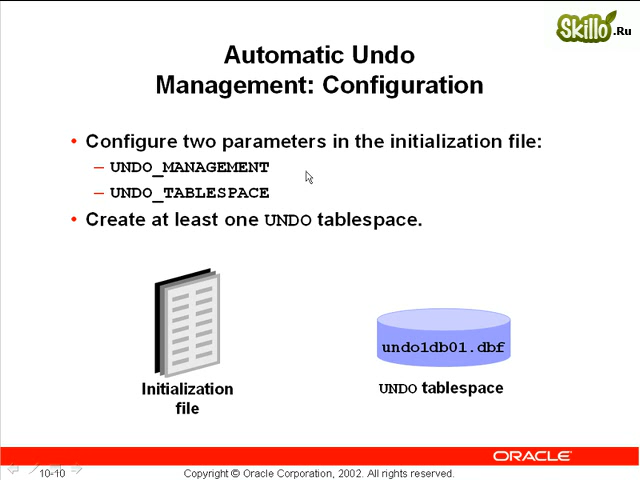 Skillo.Ru
Automatic Undo
Management: Configuration
• Configure two parameters in the initialization file:
– UNDO_MANAGEMENT
– UNDO_TABLESPACE
• Create at least one UNDO tablespace.
undo1db01.dbf
Initialization
file
UNDO tablespace
ORACLE
10-10
Copyright © Oracle Corporation, 2002. All rights reserved.